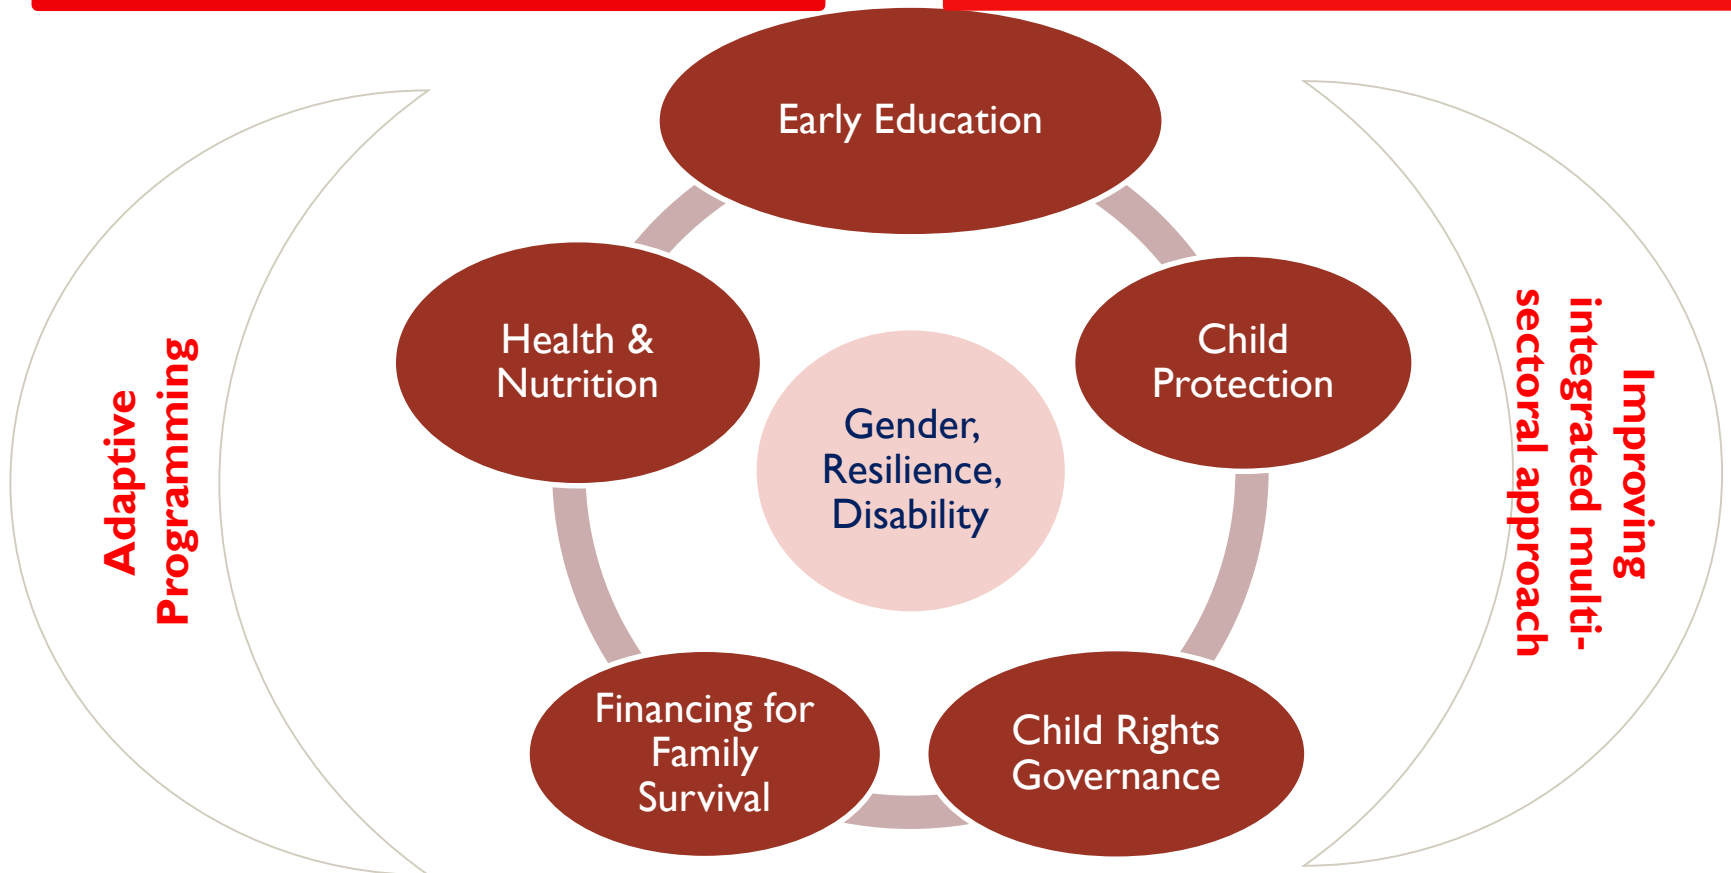 Early Education
Health &
Nutrition
Child
Protection
Gender,
Resilience,
Disability
Financing for
Family
Survival
Child Rights
Governance
Adaptive
Programming
Improving
integrated multi-
sectoral approach